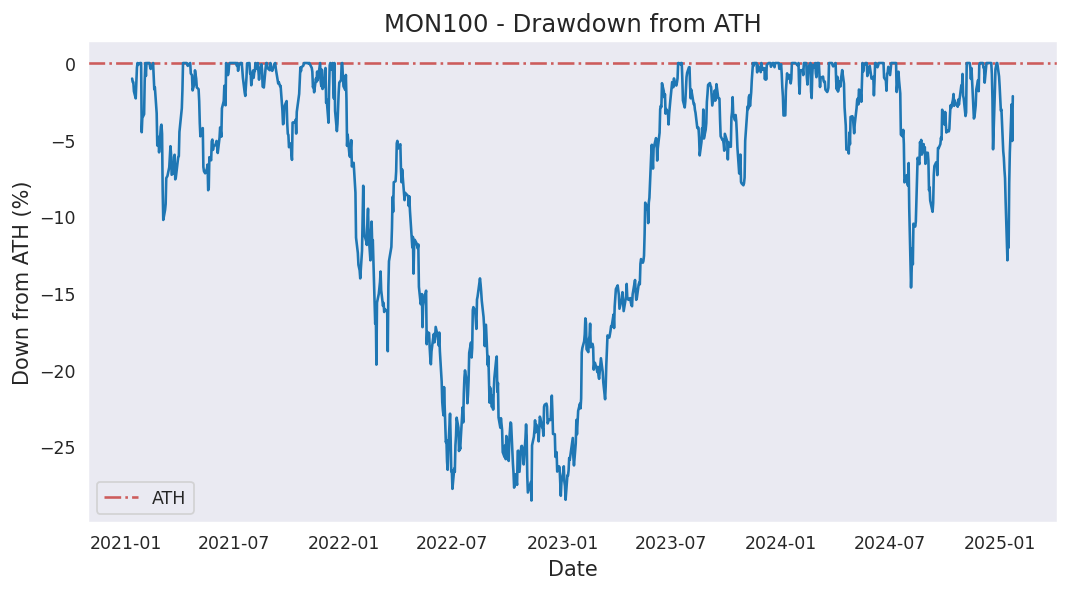 MON100 - Drawdown from ATH
Down from ATH (%)
0
−5
−10
−15
−20
−25
ATH
2021-01 2021-07 2022-01 2022-07 2023-01 2023-07 2024-01 2024-07 2025-01
Date